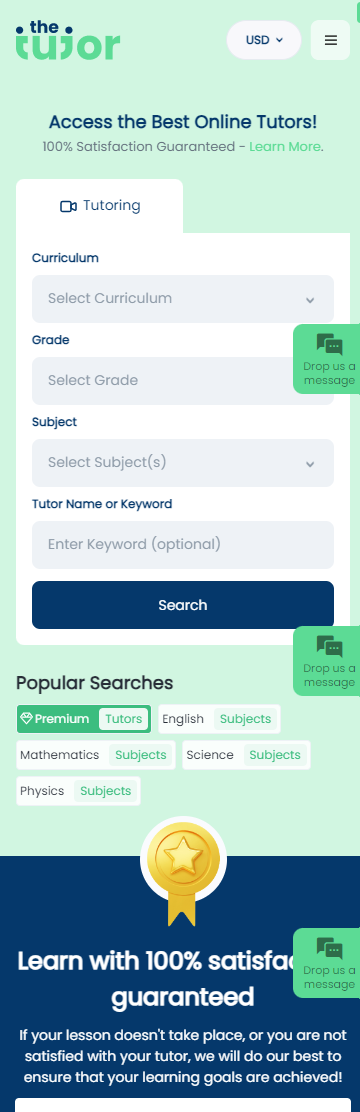 the
tutor
USD
Access the Best Online Tutors!
100% Satisfaction Guaranteed - Learn More.
Tutoring
Curriculum
Select Curriculum
Grade
Select Grade
Drop us a
message
Subject
Select Subject(s)
Tutor Name or Keyword
Enter Keyword (optional)
Search
Drop us a
message
Popular Searches
Premium Tutors English Subjects
Mathematics Subjects Science Subjects
Physics Subjects
Learn with 100%
guaranteed
Drop us a
message
If your lesson doesn't take place, or you are not
satisfied with your tutor, we will do our best to
ensure that your learning goals are achieved!